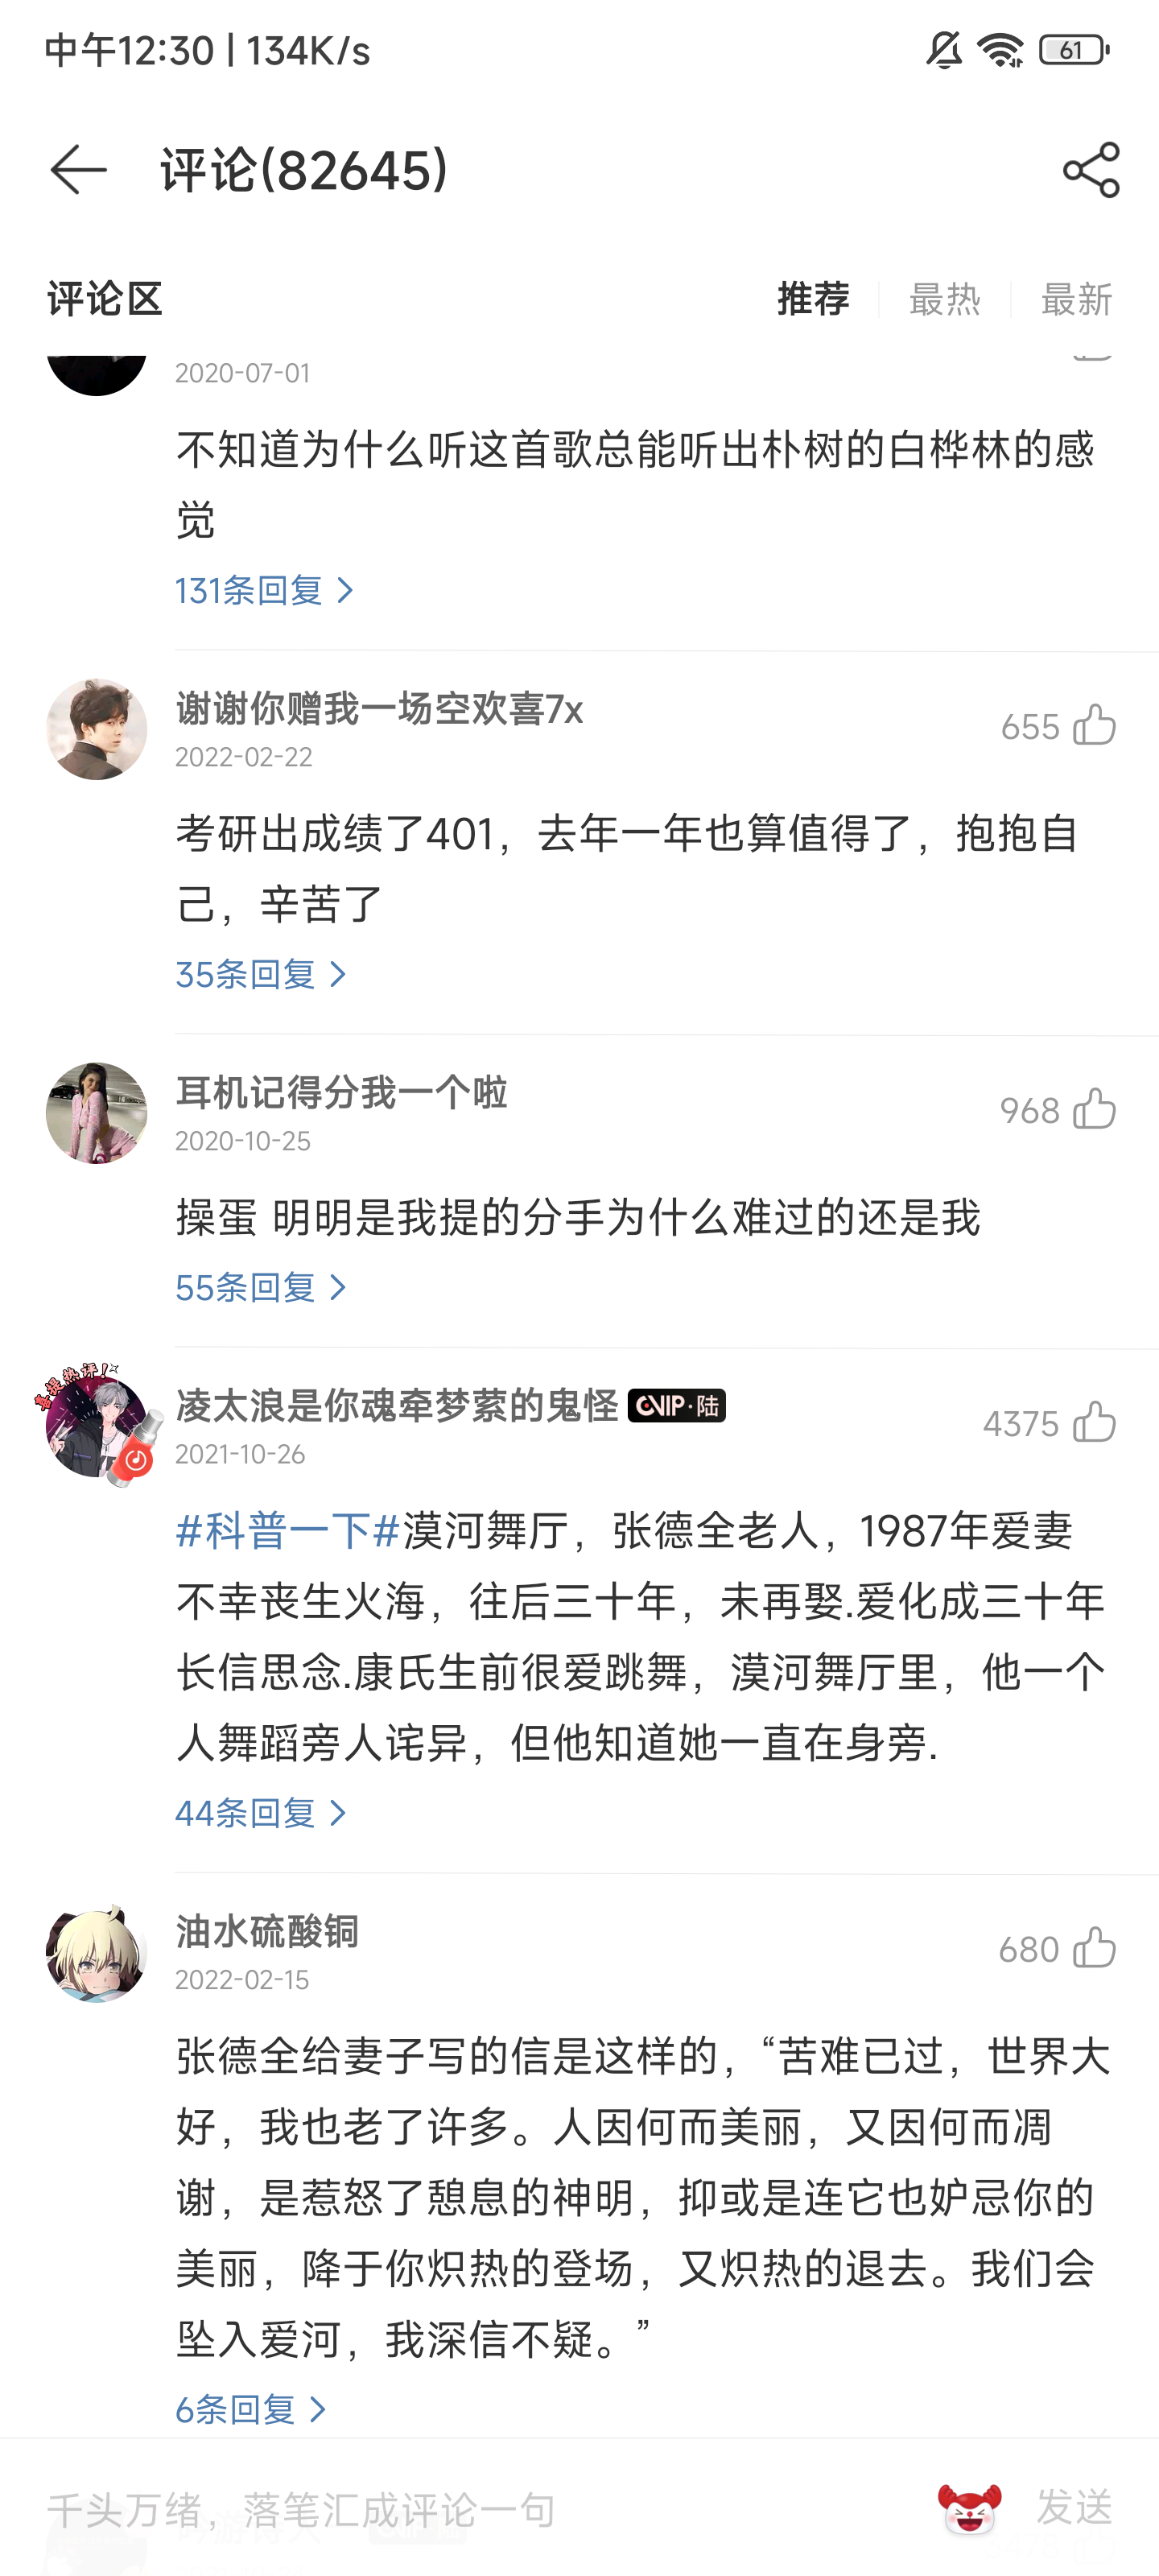 中午12:30 | 134K/s
61
评论(82645)
评论区
推荐
最热
最新
2020-07-01
不知道为什么听这首歌总能听出朴树的白桦林的感
觉
131条回复
谢谢你赠我一场空欢喜7x
655
2022-02-22
考研出成绩了401，去年一年也算值得了，抱抱自
己，辛苦了
35条回复
耳机记得分我一个啦
968
2020-10-25
操蛋 明明是我提的分手为什么难过的还是我
55条回复
喜提热评!
凌太浪是你魂牵梦萦的鬼怪
VIP·陆
4375
2021-10-26
#科普一下#漠河舞厅，张德全老人，1987年爱妻
不幸丧生火海，往后三十年，未再娶.爱化成三十年
长信思念.康氏生前很爱跳舞，漠河舞厅里，他一个
人舞蹈旁人诧异，但他知道她一直在身旁.
44条回复
油水硫酸铜
680
2022-02-15
张德全给妻子写的信是这样的，“苦难已过，世界大
好，我也老了许多。人因何而美丽，又因何而凋
谢，是惹怒了憩息的神明，抑或是连它也妒忌你的
美丽，降于你炽热的登场，又炽热的退去。我们会
坠入爱河，我深信不疑。”
6条回复
千头万绪，落笔汇成评论一句
发送